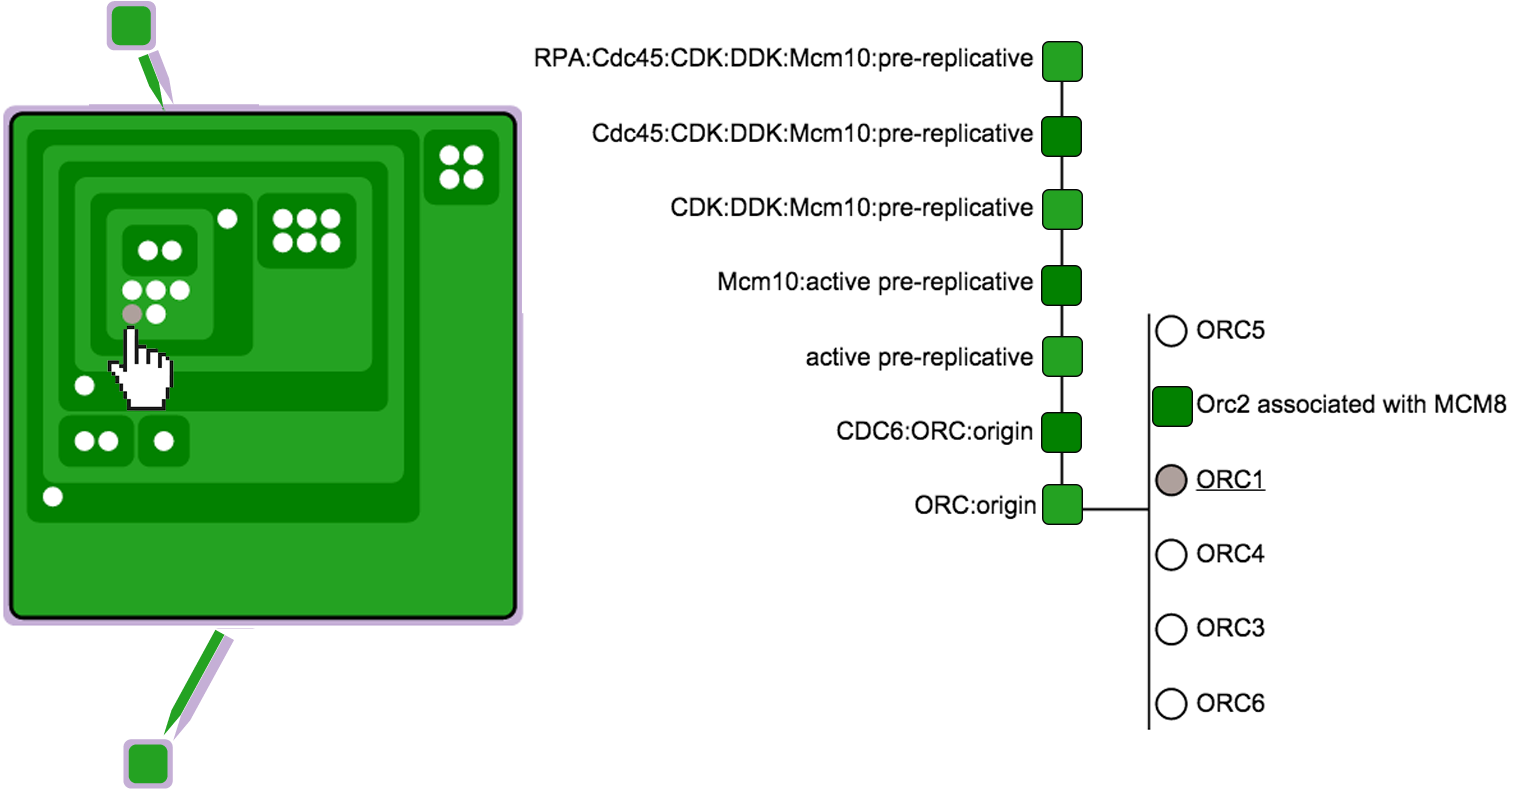 RPA:Cdc45:CDK:DDK:Mcm10:pre-replicative
Cdc45:CDK:DDK:Mcm10:pre-replicative
CDK:DDK:Mcm10:pre-replicative
Mcm10:active pre-replicative
active pre-replicative
CDC6:ORC:origin
ORC:origin
ORC5
Orc2 associated with MCM8
ORC1
ORC4
ORC3
ORC6